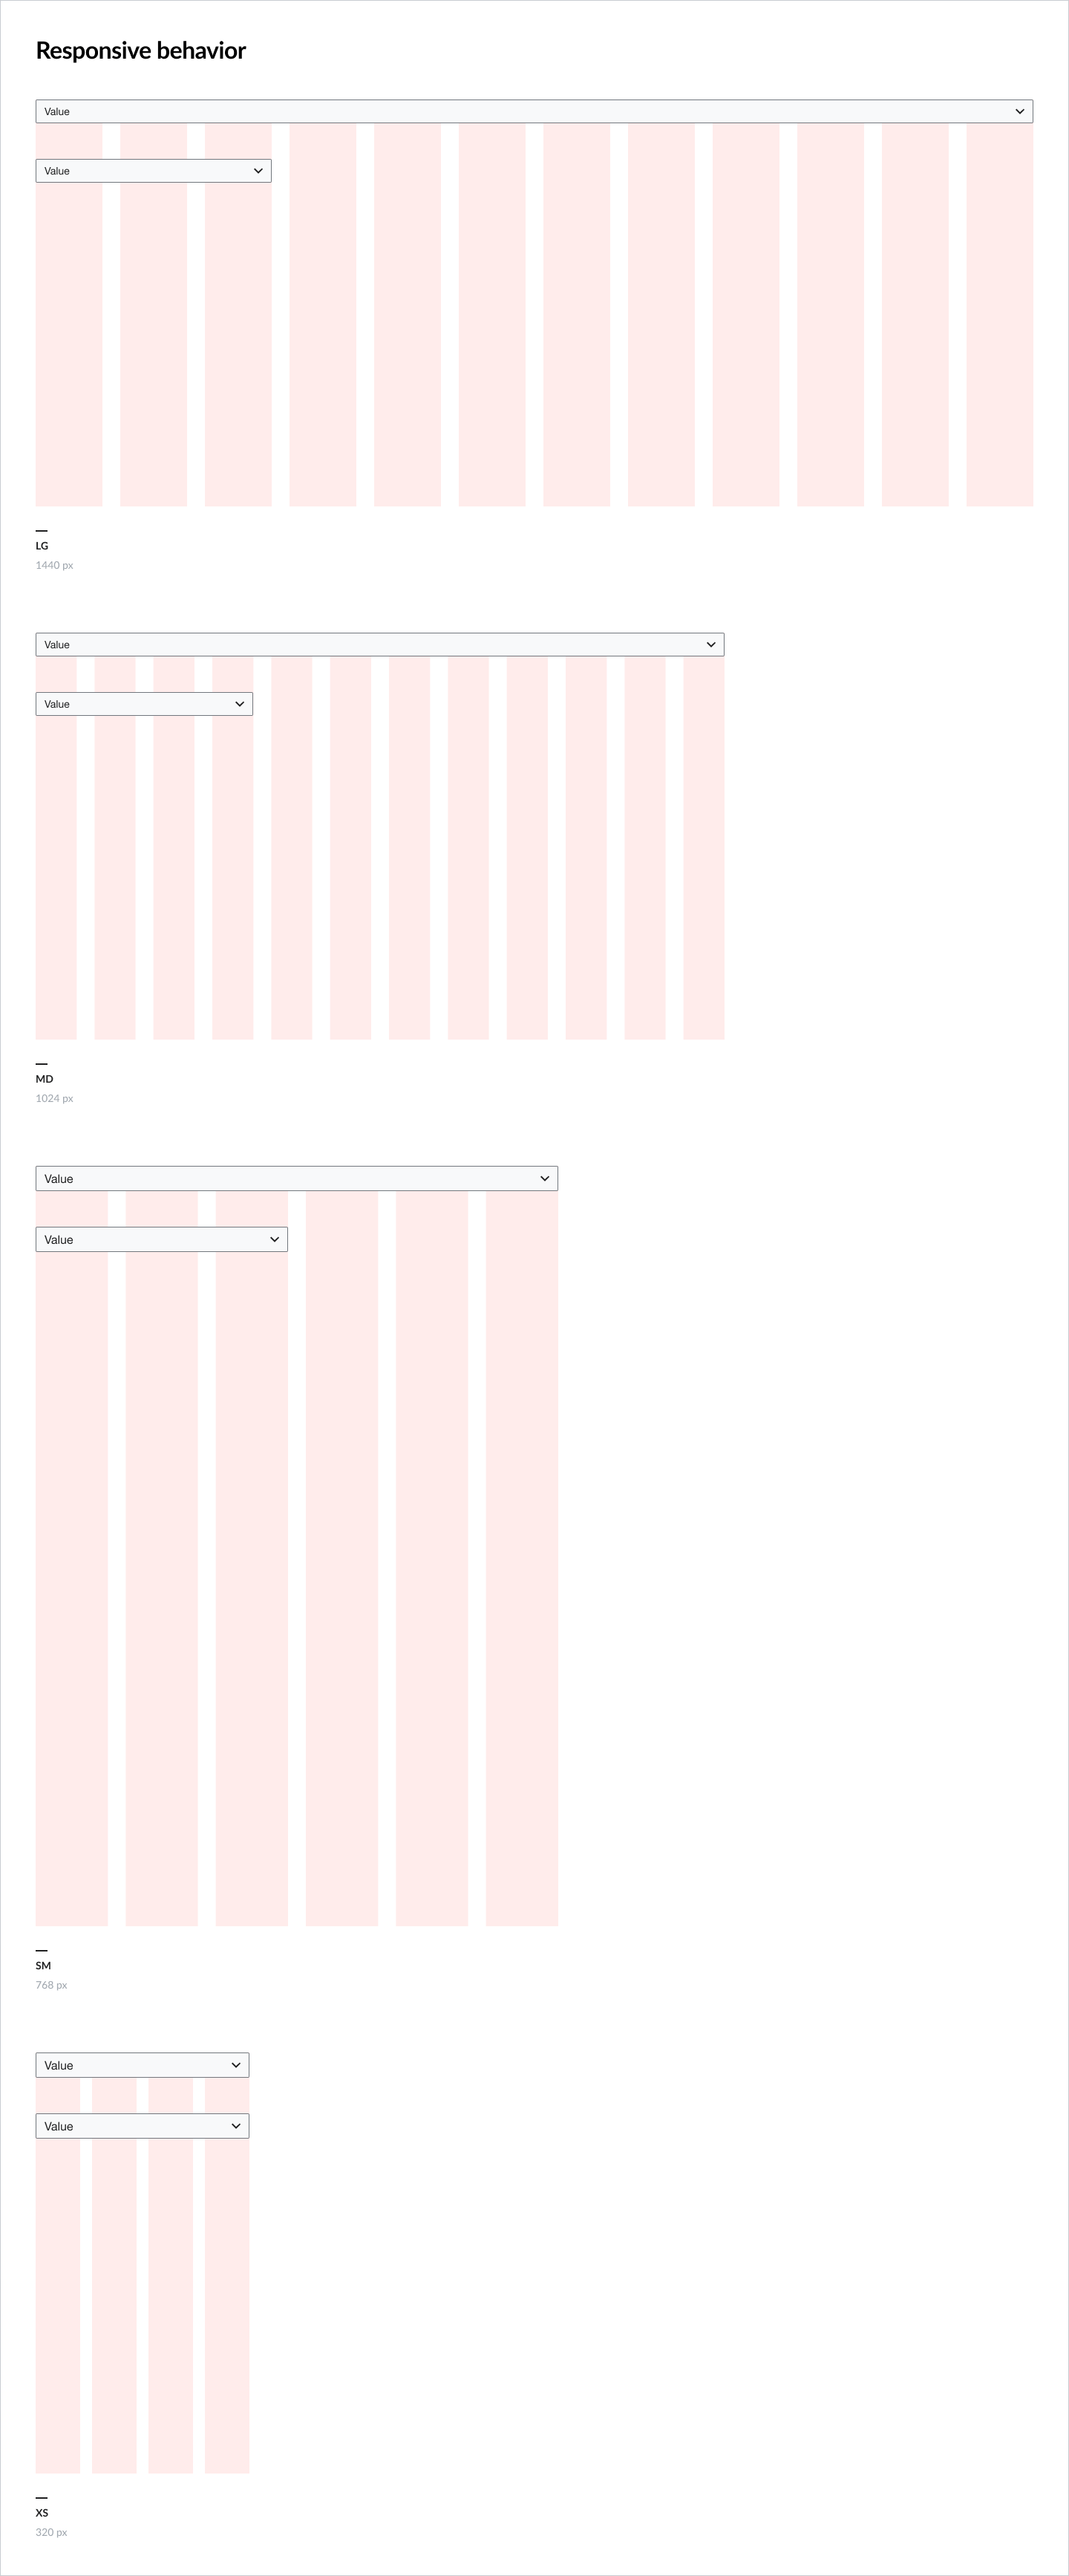 Responsive behavior
Value
Value
LG
1440 px
Value
Value
MD
1024 px
Value
Value
SM
768 px
Value
Value
XS
320 px